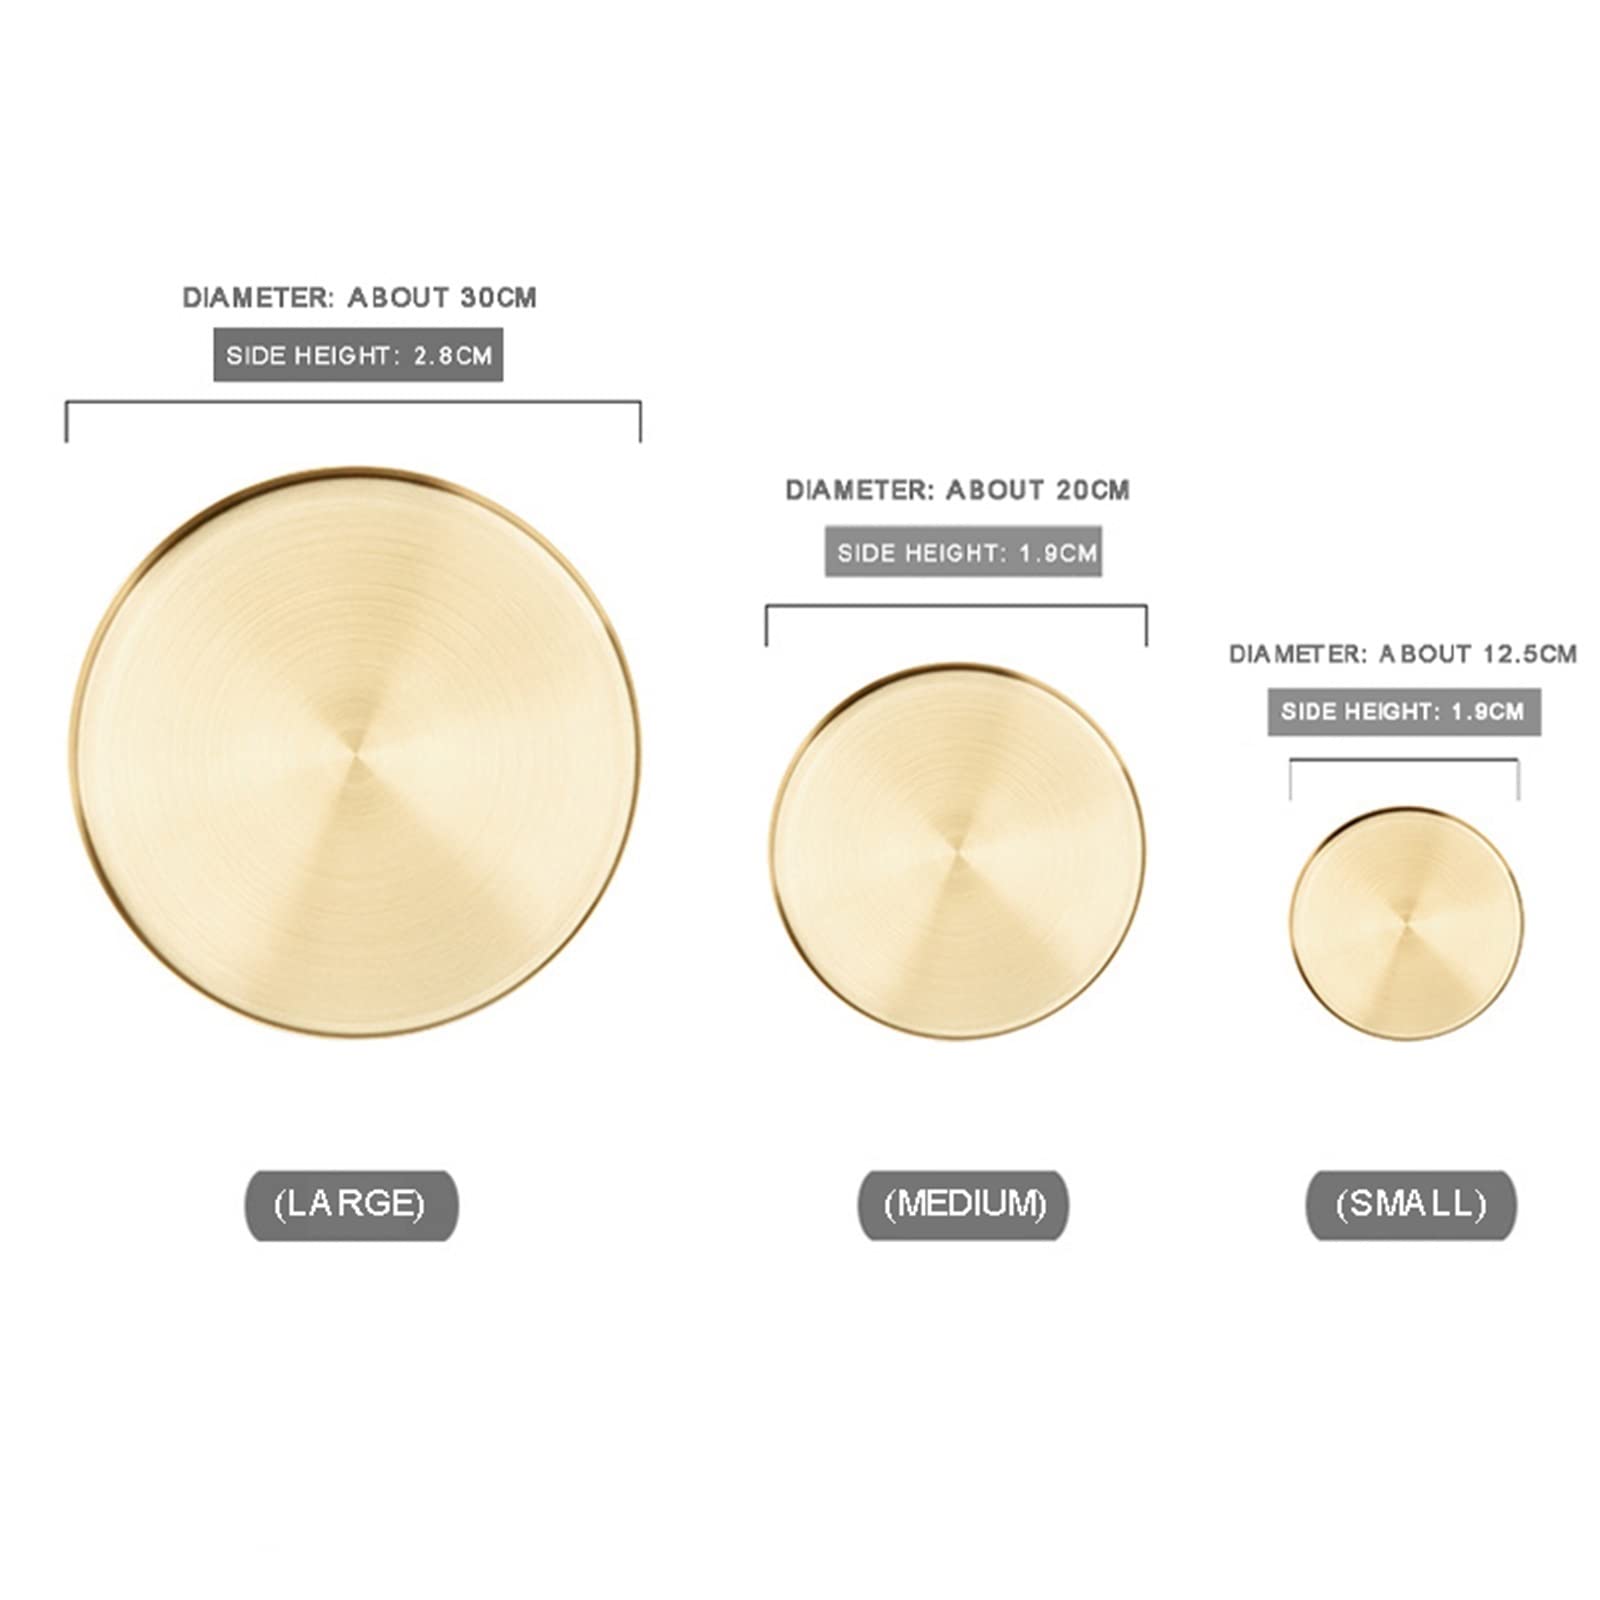 DIAMETER: ABOUT 30CM
SIDE HEIGHT: 2.8CM
DIAMETER: ABOUT 20CM
SIDE HEIGHT: 1.9CM
DIAMETER: ABOUT 12.5CM
SIDE HEIGHT: 1.9CM
(LARGE)
(MEDIUM)
(SMALL)